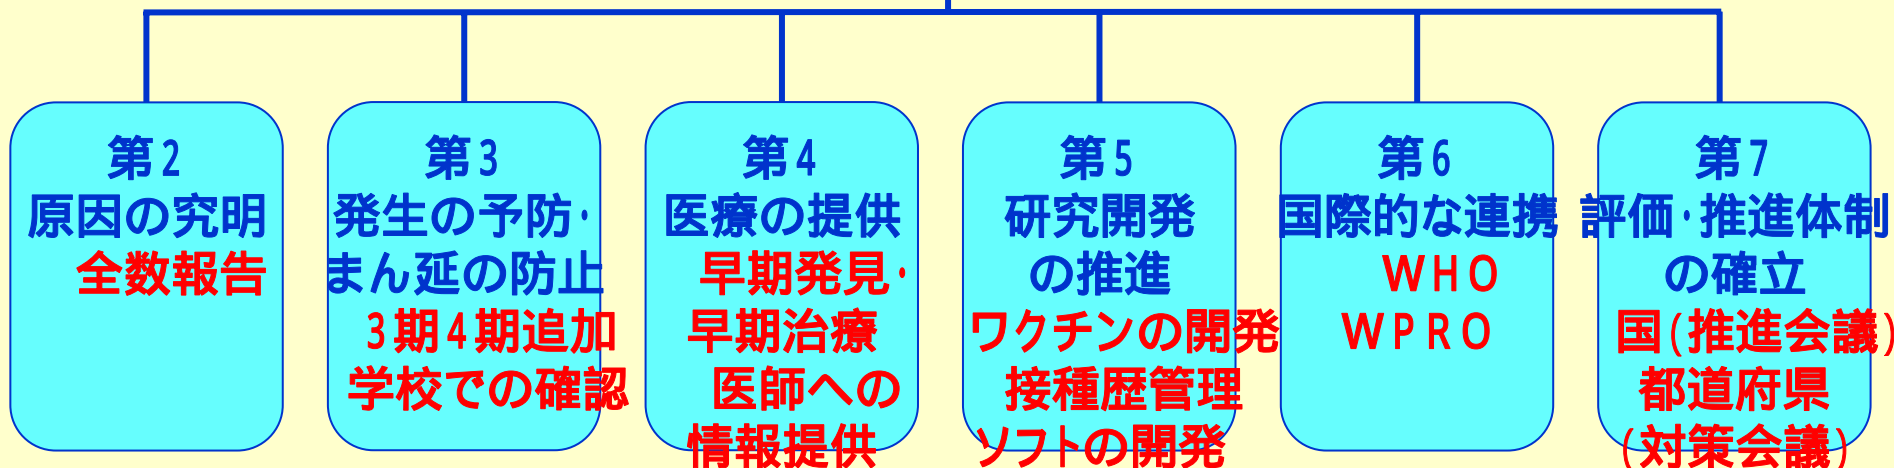 第2
原因の究明
全数報告
第3
発生の予防・
まん延の防止
3期4期追加
学校での確認
第4
医療の提供
早期発見・
早期治療
医師への
情報提供
第5
研究開発
の推進
ワクチンの開発
接種歴管理
ソフトの開発
第6
国際的な連携
WHO
WPRO
第7
評価・推進体制
の確立
国(推進会議)
都道府県
(対策会議)